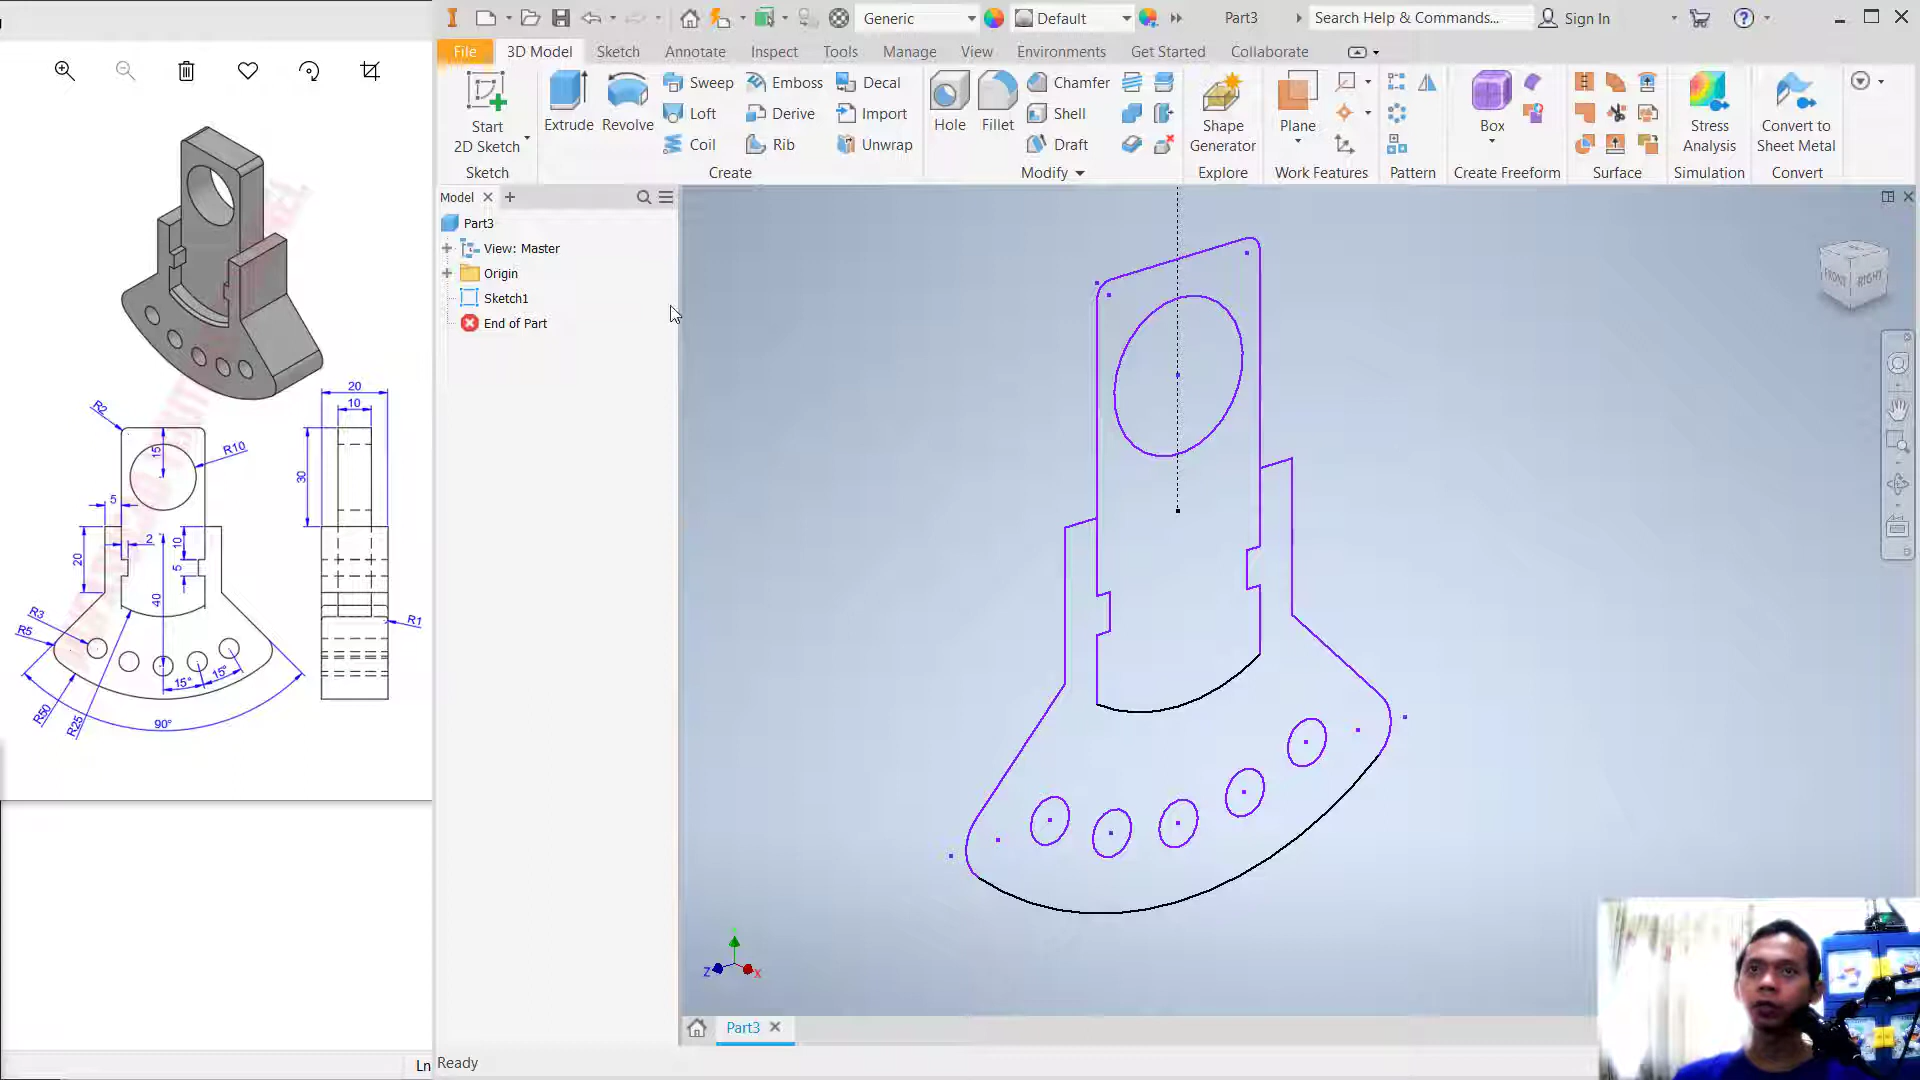 Generic
Default
Part3
Search Help & Commands...
Sign In
File
3D Model
Sketch
Annotate
Inspect
Tools
Manage
View
Environments
Get Started
Collaborate
Start
2D Sketch
Extrude
Revolve
Sweep
Loft
Coil
Emboss
Derive
Rib
Decal
Import
Unwrap
Hole
Fillet
Chamfer
Shell
Draft
Shape
Generator
Plane
Box
Stress
Analysis
Convert to
Sheet Metal
Sketch
Create
Modify
Explore
Work Features
Pattern
Create Freeform
Surface
Simulation
Convert
Model
Part3
View: Master
Origin
Sketch1
End of Part
FRONT
RIGHT
20
10
R2
15
R10
30
5
2
10
20
5
40
R3
R5
R1
15°
15°
R50
R25
90°
Z
X
Part3
Ln
Ready